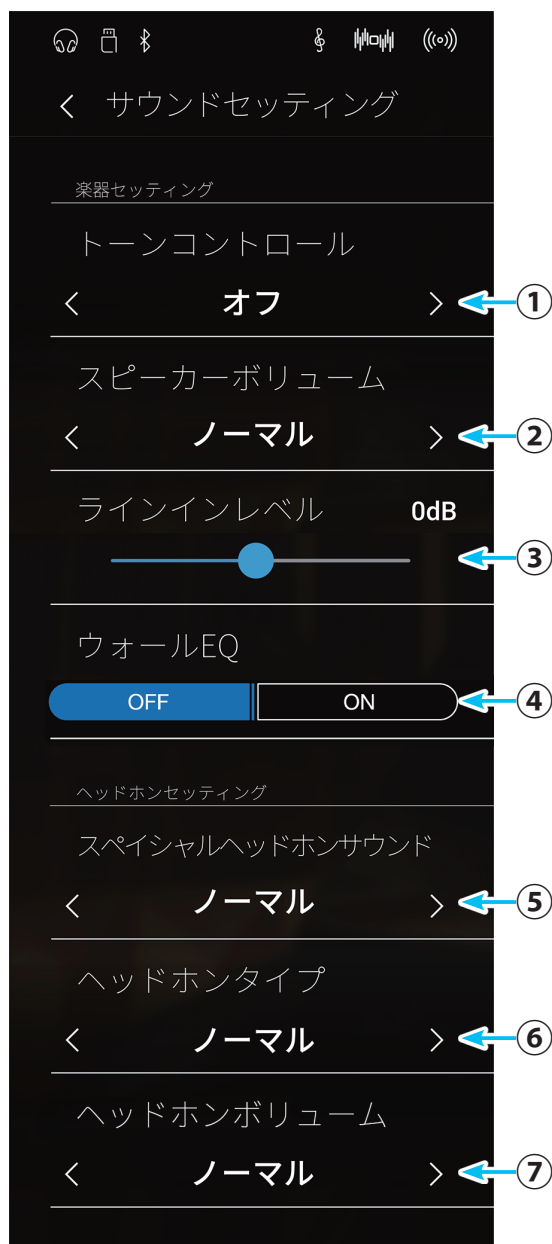 サウンドセッティング
楽器セッティング
トーンコントロール
オフ ①
スピーカーボリューム
ノーマル ②
ラインインレベル 0dB
③
ウォールEQ
OFF ON ④
ヘッドホンセッティング
スペイシャルヘッドホンサウンド
ノーマル ⑤
ヘッドホンタイプ
ノーマル ⑥
ヘッドホンボリューム
ノーマル ⑦